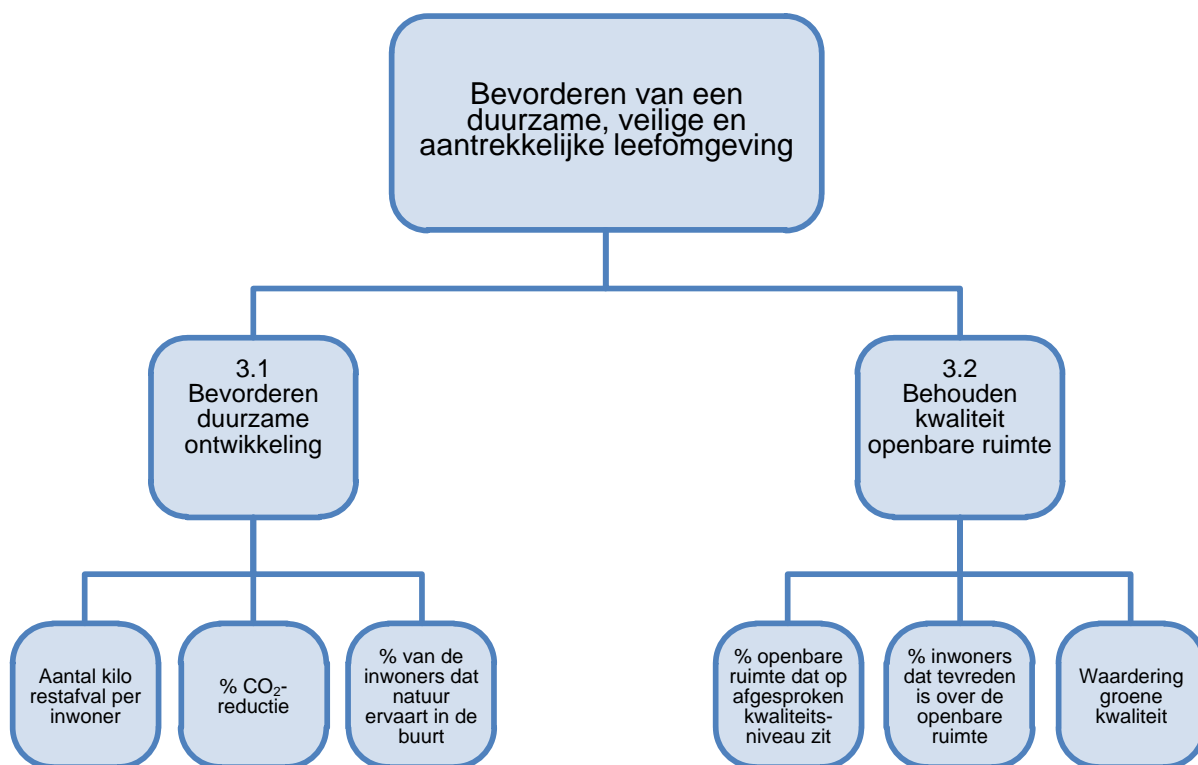 Bevorderen van een
duurzame, veilige en
aantrekkelijke leefomgeving
3.1
Bevorderen
duurzame
ontwikkeling
3.2
Behouden
kwaliteit
openbare ruimte
Aantal kilo
restafval per
inwoner
% CO₂-
reductie
% van de
inwoners dat
natuur
ervaart in de
buurt
% openbare
ruimte dat op
afgesproken
kwaliteits-
niveau zit
% inwoners
dat tevreden
is over de
openbare
ruimte
Waardering
groene
kwaliteit